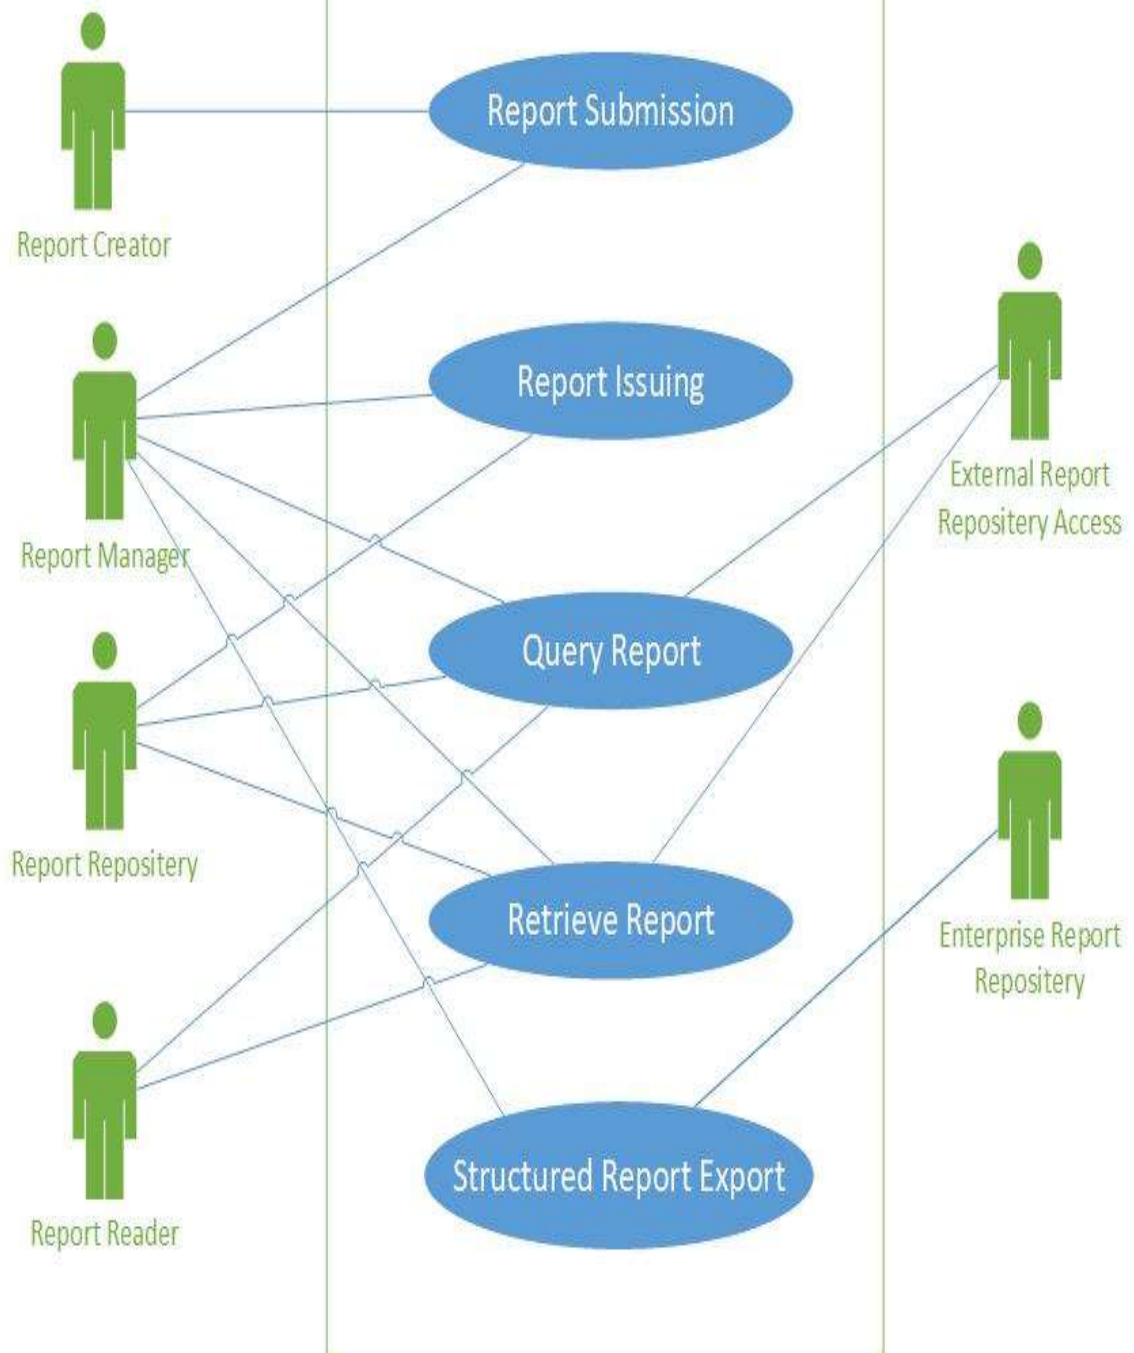 Report Submission
Report Creator
Report Issuing
Report Manager
External Report
Repositery Access
Query Report
Report Repositery
Retrieve Report
Enterprise Report
Repositery
Structured Report Export
Report Reader